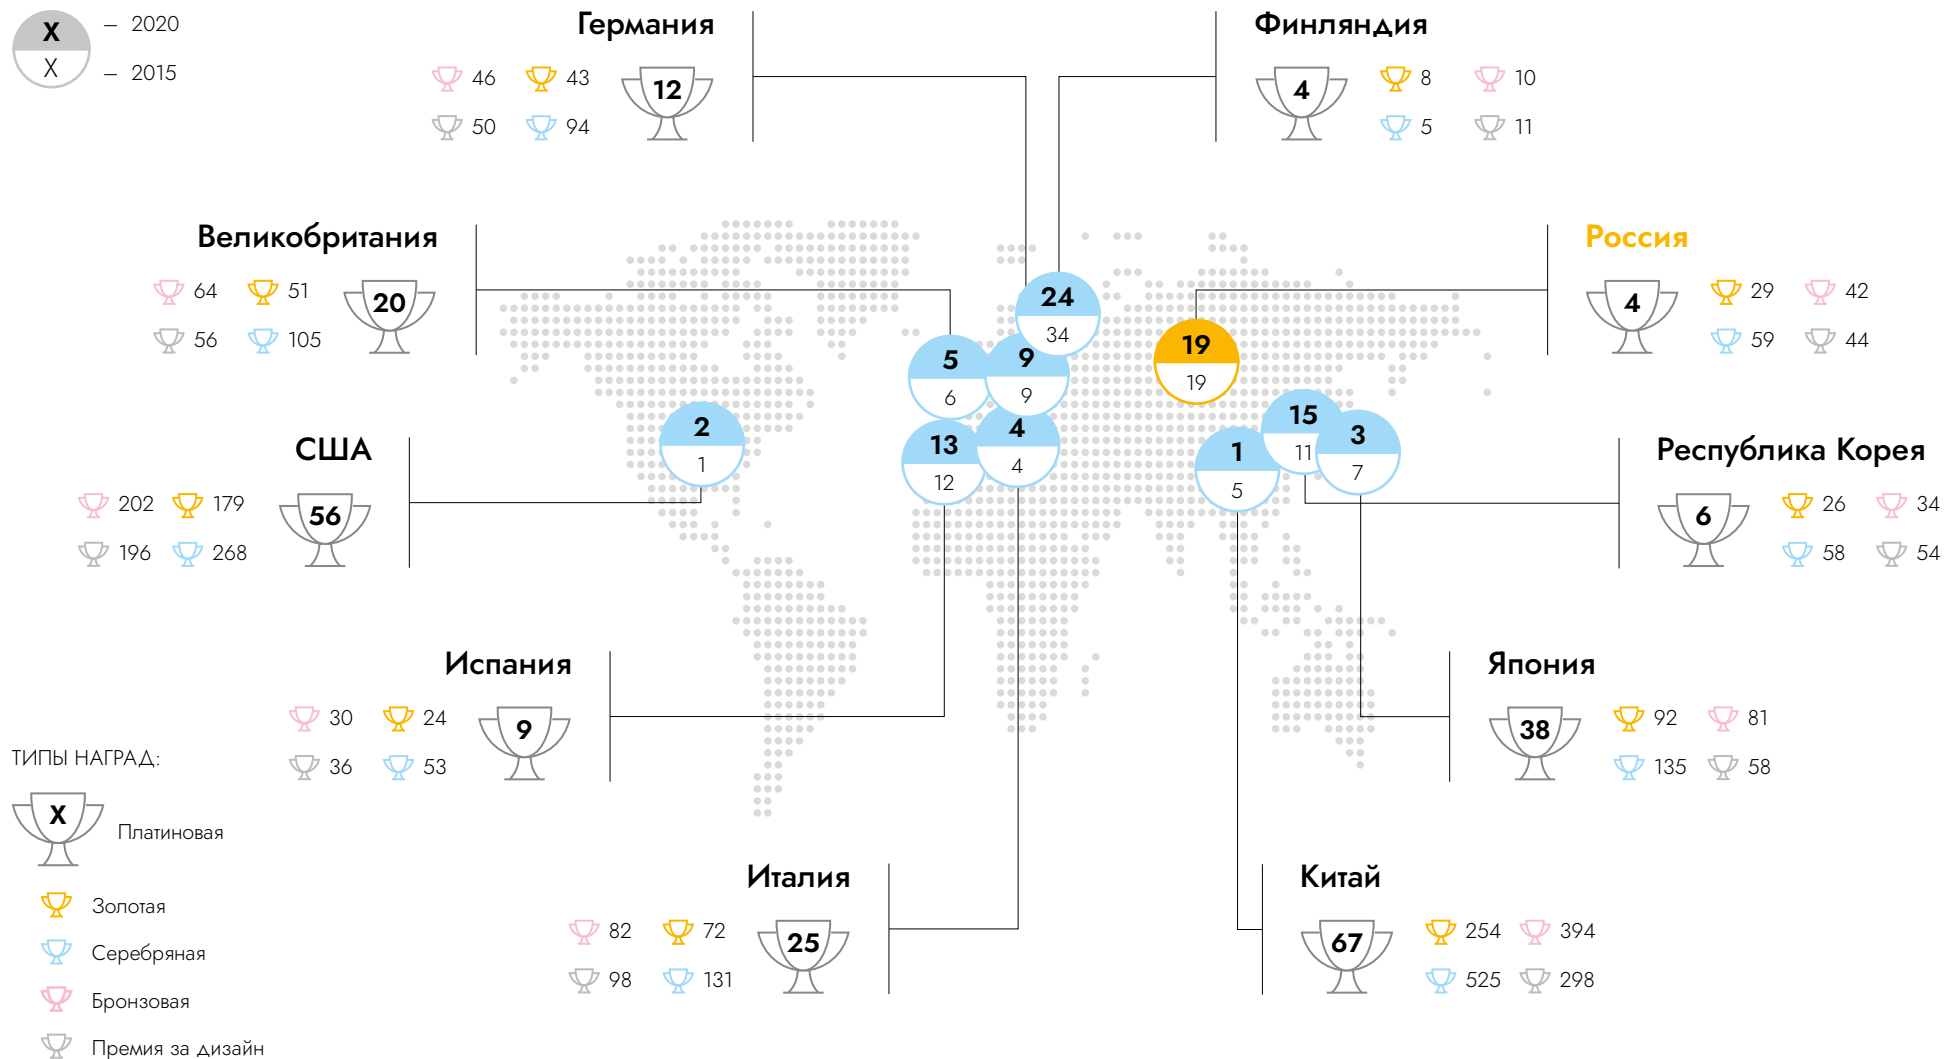 X – 2020
X – 2015
Германия
46 43 12
50 94
Финляндия
4 8 10
5 11
Великобритания
64 51 20
56 105
Россия
4 29 42
59 44
США
202 179 56
196 268
Республика Корея
6 26 34
58 54
Испания
30 24 9
36 53
Япония
38 92 81
135 58
Италия
82 72 25
98 131
Китай
67 254 394
525 298
24
34
5
6
9
9
19
19
2
1
13
12
4
4
1
5
15
11
3
7
ТИПЫ НАГРАД:
X Платиновая
Золотая
Серебряная
Бронзовая
Премия за дизайн